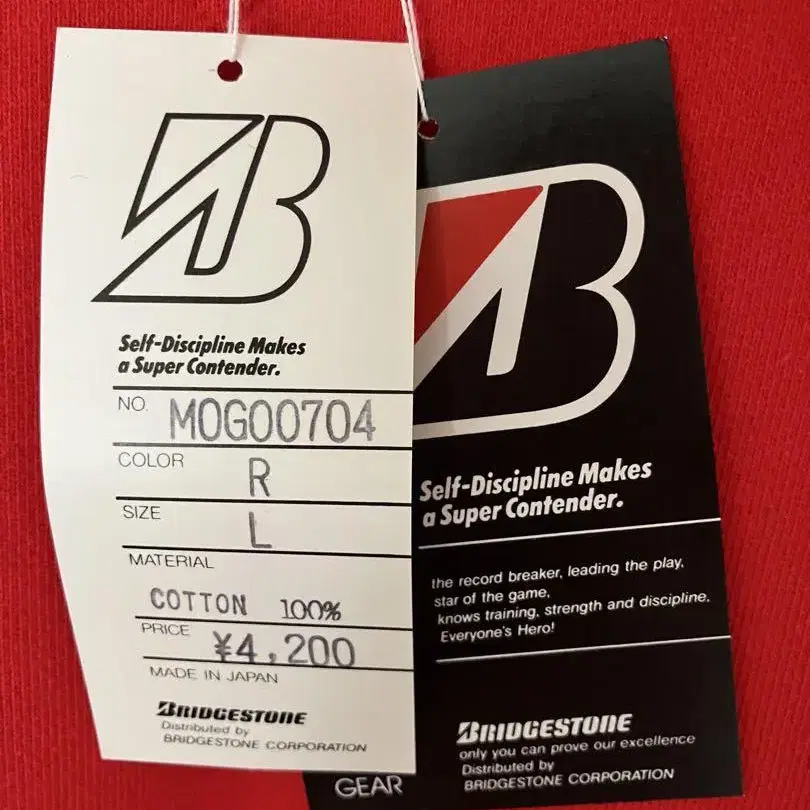 B
Self-Discipline Makes
a Super Contender.
NO. MOG00704
COLOR R
SIZE L
MATERIAL
COTTON 100%
PRICE ¥4,200
MADE IN JAPAN
BRIDGESTONE
Distributed by
BRIDGESTONE CORPORATION
B
Self-Discipline Makes
a Super Contender.
the record breaker, leading the play,
star of the game,
knows training, strength and discipline.
Everyone's Hero!
BRIDGESTONE
only you can prove our excellence
Distributed by
BRIDGESTONE CORPORATION
GEAR